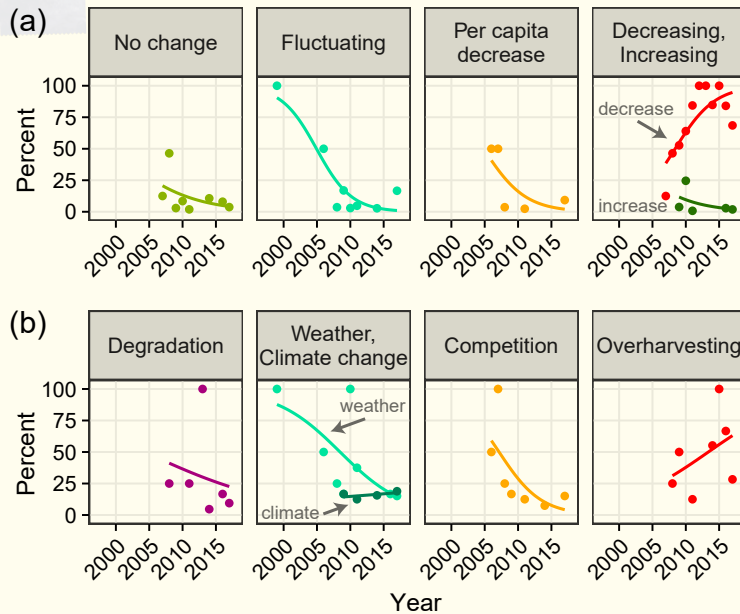 (a)
No change
Fluctuating
Per capita
decrease
Decreasing,
Increasing
Percent
100
75
50
25
0
decrease
increase
2000 2005 2010 2015
2000 2005 2010 2015
2000 2005 2010 2015
2000 2005 2010 2015
(b)
Degradation
Weather,
Climate change
Competition
Overharvesting
Percent
100
75
50
25
0
weather
climate
2000 2005 2010 2015
2000 2005 2010 2015
2000 2005 2010 2015
2000 2005 2010 2015
Year